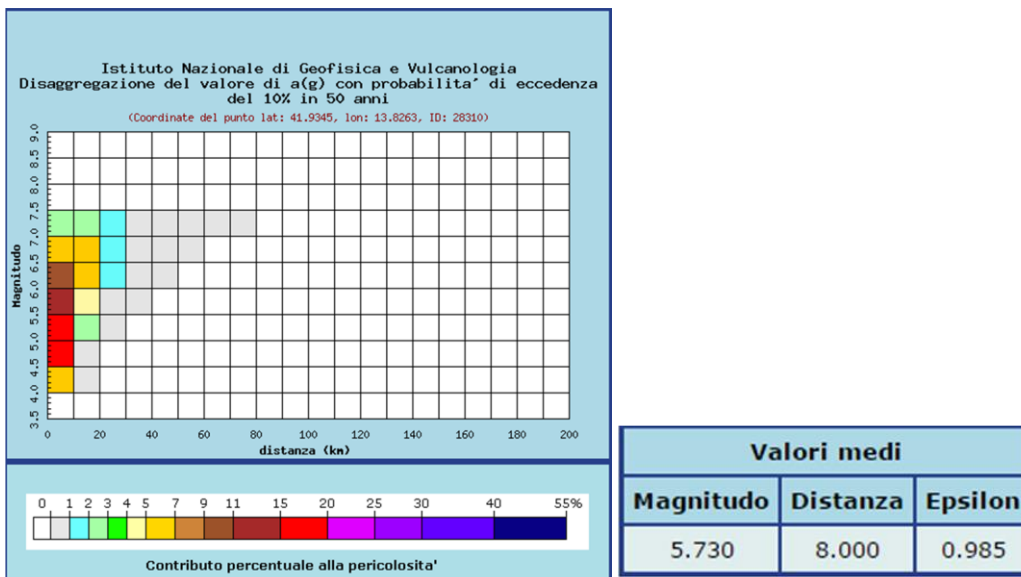 Istituto Nazionale di Geofisica e Vulcanologia
Disaggregazione del valore di a(g) con probabilita´ di eccedenza
del 10% in 50 anni
(Coordinate del punto lat: 41.9345, lon: 13.8263, ID: 28310)
Magnitudo
9.0
8.5
8.0
7.5
7.0
6.5
6.0
5.5
5.0
4.5
4.0
3.5
0 20 40 60 80 100 120 140 160 180 200
distanza (km)
0 1 2 3 4 5 7 9 11 15 20 25 30 40 55%
Contributo percentuale alla pericolosita'
Valori medi
Magnitudo Distanza Epsilon
5.730 8.000 0.985